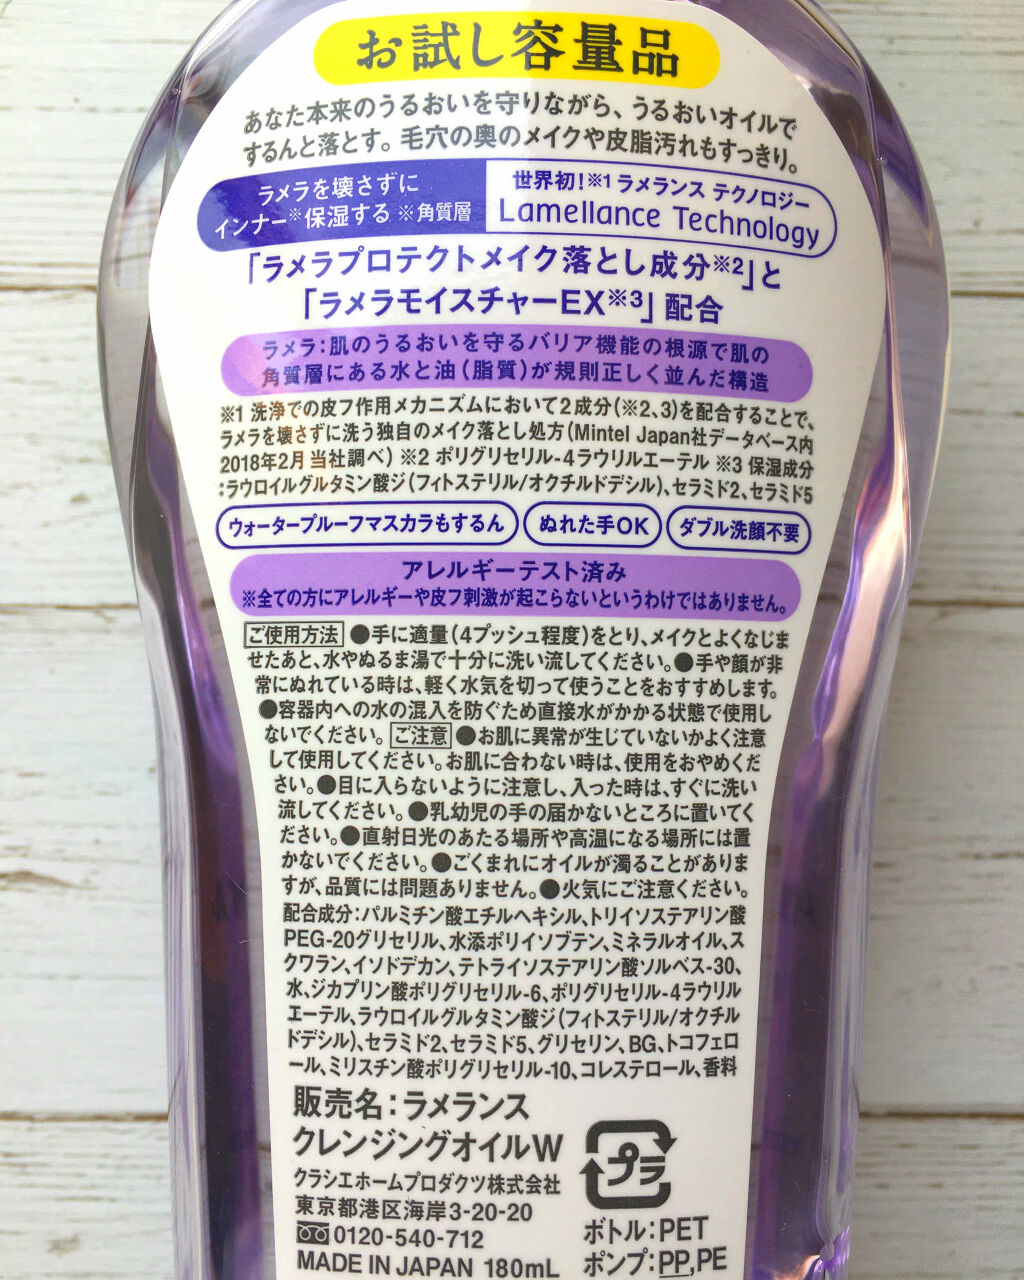 お試し容量品
あなた本来のうるおいを守りながら、うるおいオイルで
するんと落とす。毛穴の奥のメイクや皮脂汚れもすっきり。
ラメラを壊さずに
インナー※保湿する ※角質層
世界初!※1 ラメランス テクノロジー
Lamellance Technology
「ラメラプロテクトメイク落とし成分※2」と
「ラメラモイスチャーEX※3」配合
ラメラ:肌のうるおいを守るバリア機能の根源で肌の
角質層にある水と油(脂質)が規則正しく並んだ構造
※1 洗浄での皮フ作用メカニズムにおいて2成分(※2、3)を配合することで、
ラメラを壊さずに洗う独自のメイク落とし処方(Mintel Japan社データベース内
2018年2月 当社調べ) ※2 ポリグリセリル-4ラウリルエーテル ※3 保湿成分
:ラウロイルグルタミン酸ジ(フィトステリル/オクチルドデシル)、セラミド2、セラミド5
ウォータープルーフマスカラもするん
ぬれた手OK
ダブル洗顔不要
アレルギーテスト済み
※全ての方にアレルギーや皮フ刺激が起こらないというわけではありません。
ご使用方法 ●手に適量(4プッシュ程度)をとり、メイクとよくなじま
せたあと、水やぬるま湯で十分に洗い流してください。●手や顔が非
常にぬれている時は、軽く水気を切って使うことをおすすめします。
●容器内への水の混入を防ぐため直接水がかかる状態で使用し
ないでください。 ご注意 ●お肌に異常が生じていないかよく注意
して使用してください。お肌に合わない時は、使用をおやめくだ
さい。●目に入らないように注意し、入った時は、すぐに洗い
流してください。●乳幼児の手の届かないところに置いてく
ださい。●直射日光のあたる場所や高温になる場所には置
かないでください。●ごくまれにオイルが濁ることがありま
すが、品質には問題ありません。●火気にご注意ください。
配合成分:パルミチン酸エチルヘキシル、トリイソステアリン酸
PEG-20グリセリル、水添ポリイソブテン、ミネラルオイル、ス
クワラン、イソドデカン、テトライソステアリン酸ソルベス-30、
水、ジカプリン酸ポリグリセリル-6、ポリグリセリル-4ラウリル
エーテル、ラウロイルグルタミン酸ジ(フィトステリル/オクチル
ドデシル)、セラミド2、セラミド5、グリセリン、BG、トコフェロ
ール、ミリスチン酸ポリグリセリル-10、コレステロール、香料
販売名:ラメランス
クレンジングオイルW
クラシエホームプロダクツ株式会社
東京都港区海岸3-20-20
0120-540-712
MADE IN JAPAN 180mL
プラ
ボトル:PET
ポンプ:PP,PE